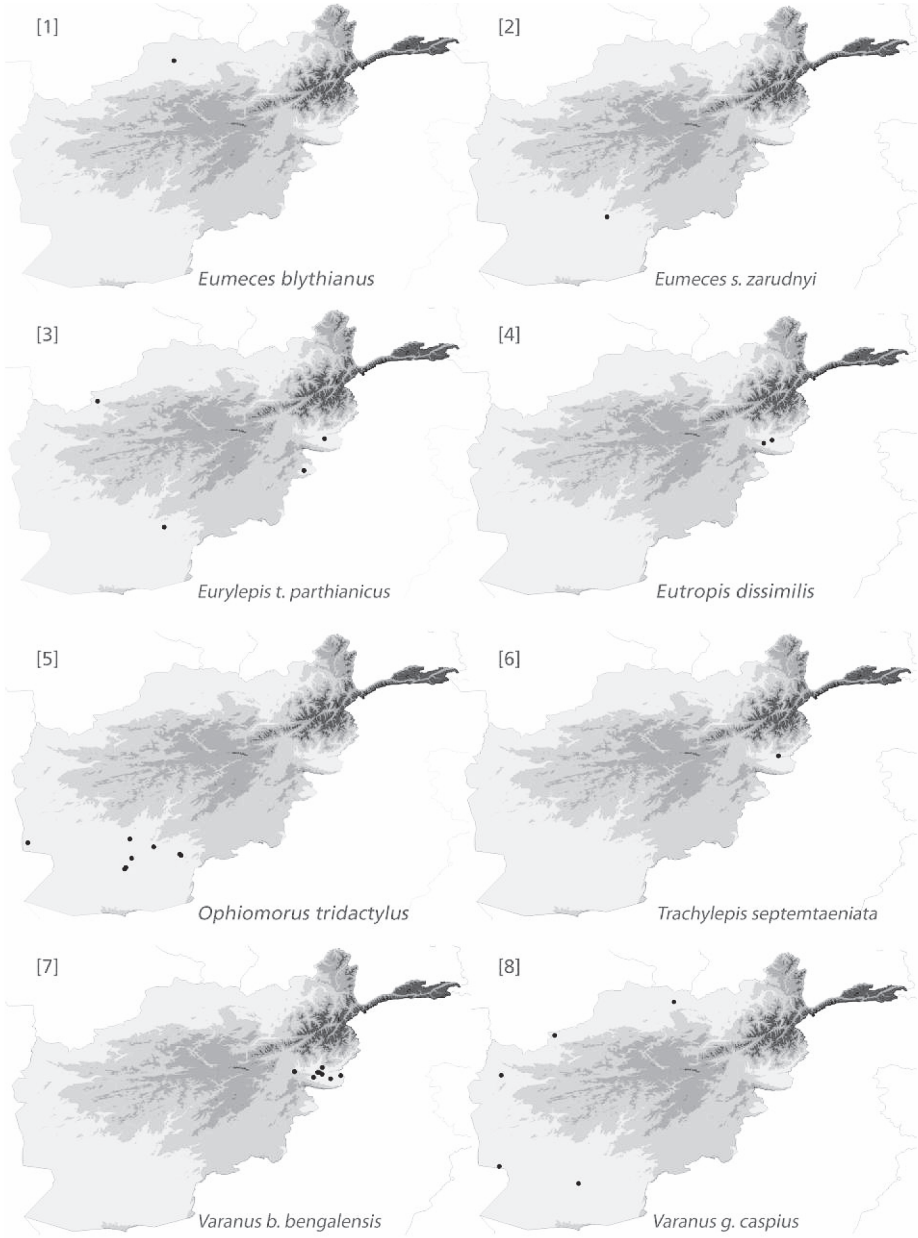 [1]
[2]
Eumeces blythianus
Eumeces s. zarudnyi
[3]
[4]
Eurylepis t. parthianicus
Eutropis dissimilis
[5]
[6]
Ophiomorus tridactylus
Trachylepis septemtaeniata
[7]
[8]
Varanus b. bengalensis
Varanus g. caspius